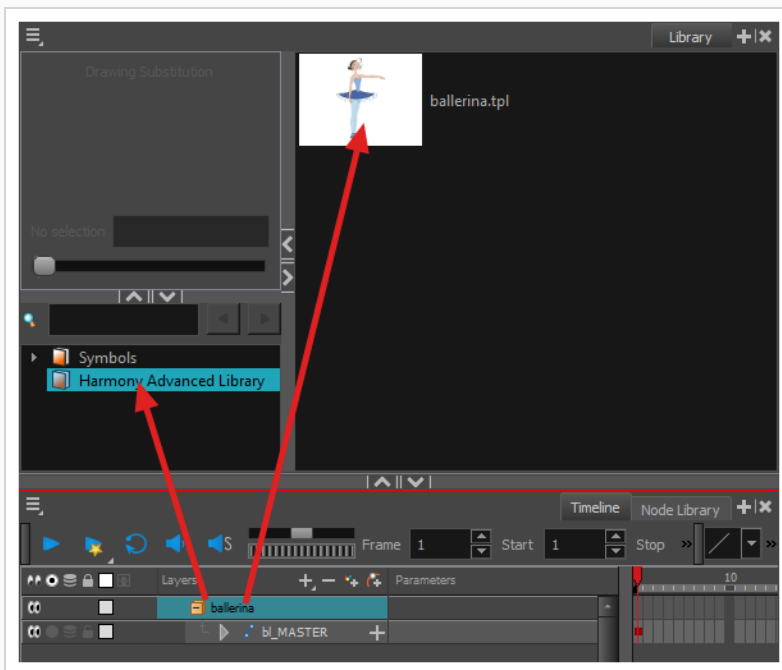 Library
Drawing Substitution
ballerina.tpl
No selection
Symbols
Harmony Advanced Library
Timeline Node Library
S Frame 1 Start 1 Stop
Layers Parameters 10
ballerina
bl_MASTER